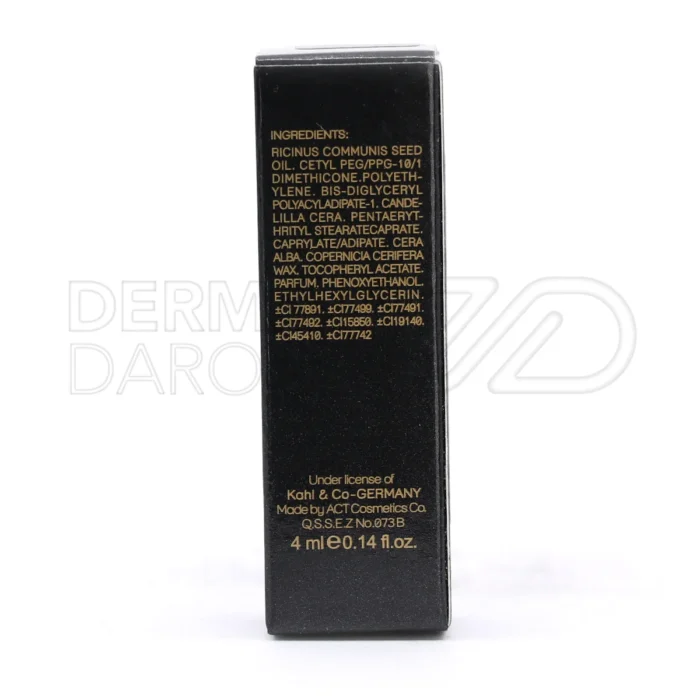 INGREDIENTS:
RICINUS COMMUNIS SEED
OIL. CETYL PEG/PPG-10/1
DIMETHICONE.POLYETH-
YLENE. BIS-DIGLYCERYL
POLYACYLADIPATE-1. CANDE-
LILLA CERA. PENTAERYT-
HRITYL STEARATECAPRATE.
CAPRYLATE/ADIPATE. CERA
ALBA. COPERNICIA CERIFERA
WAX. TOCOPHERYL ACETATE.
PARFUM. PHENOXYETHANOL.
ETHYLHEXYLGLYCERIN.
±CI 77891. ±CI77499. ±CI77491.
±CI77492. ±CI15850. ±CI19140.
±CI45410. ±CI77742
DERM
DARO
Under license of
Kahl & Co-GERMANY
Made by ACT Cosmetics Co.
Q.S.S.E.Z No.073B
4 ml e 0.14 fl.oz.